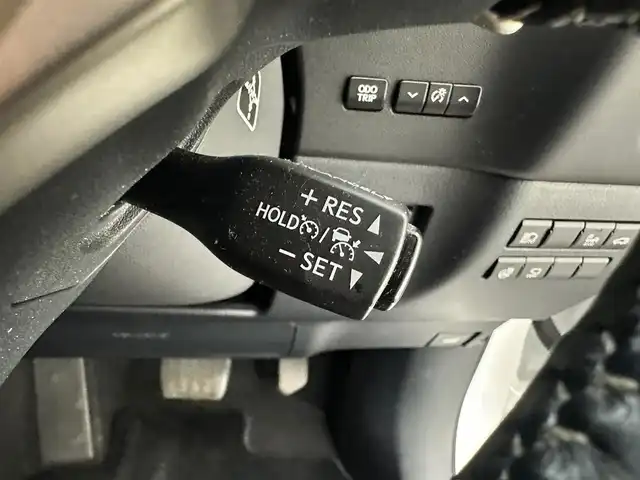 ODO
TRIP
+ RES
HOLD /
− SET